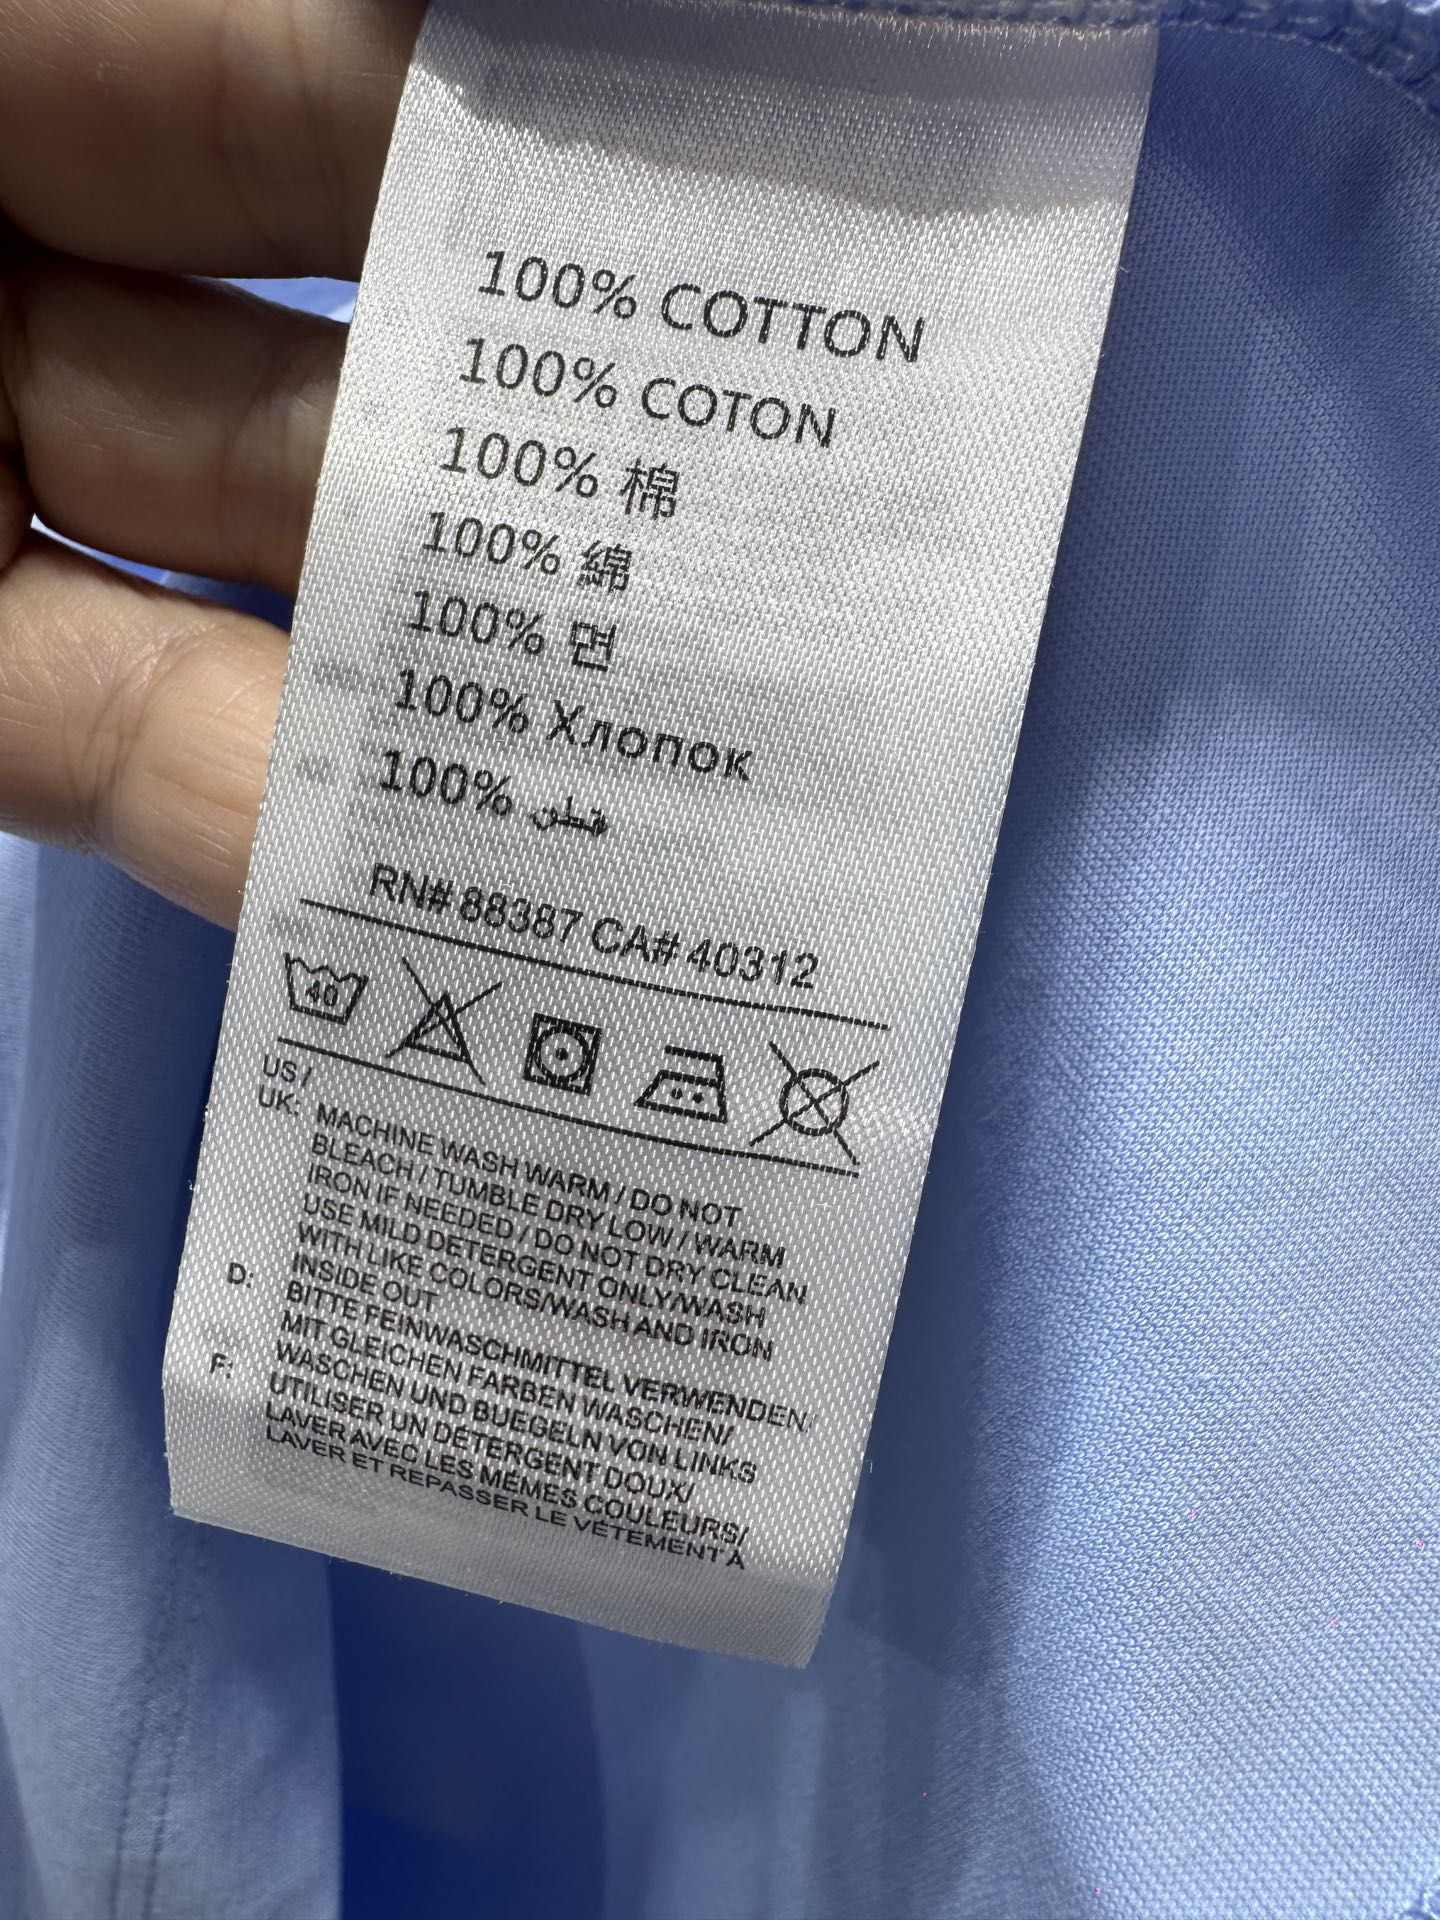 100% COTTON
100% COTON
100% 棉
100% 綿
100% 면
100% Хлопок
100% قطن
RN# 88387 CA# 40312
40
US /
UK: MACHINE WASH WARM / DO NOT
BLEACH / TUMBLE DRY LOW / WARM
IRON IF NEEDED / DO NOT DRY CLEAN
USE MILD DETERGENT ONLY/WASH
WITH LIKE COLORS/WASH AND IRON
INSIDE OUT
D: BITTE FEINWASCHMITTEL VERWENDEN/
MIT GLEICHEN FARBEN WASCHEN/
WASCHEN UND BUEGELN VON LINKS
F: UTILISER UN DÉTERGENT DOUX/
LAVER AVEC LES MÊMES COULEURS/
LAVER ET REPASSER LE VÊTEMENT À